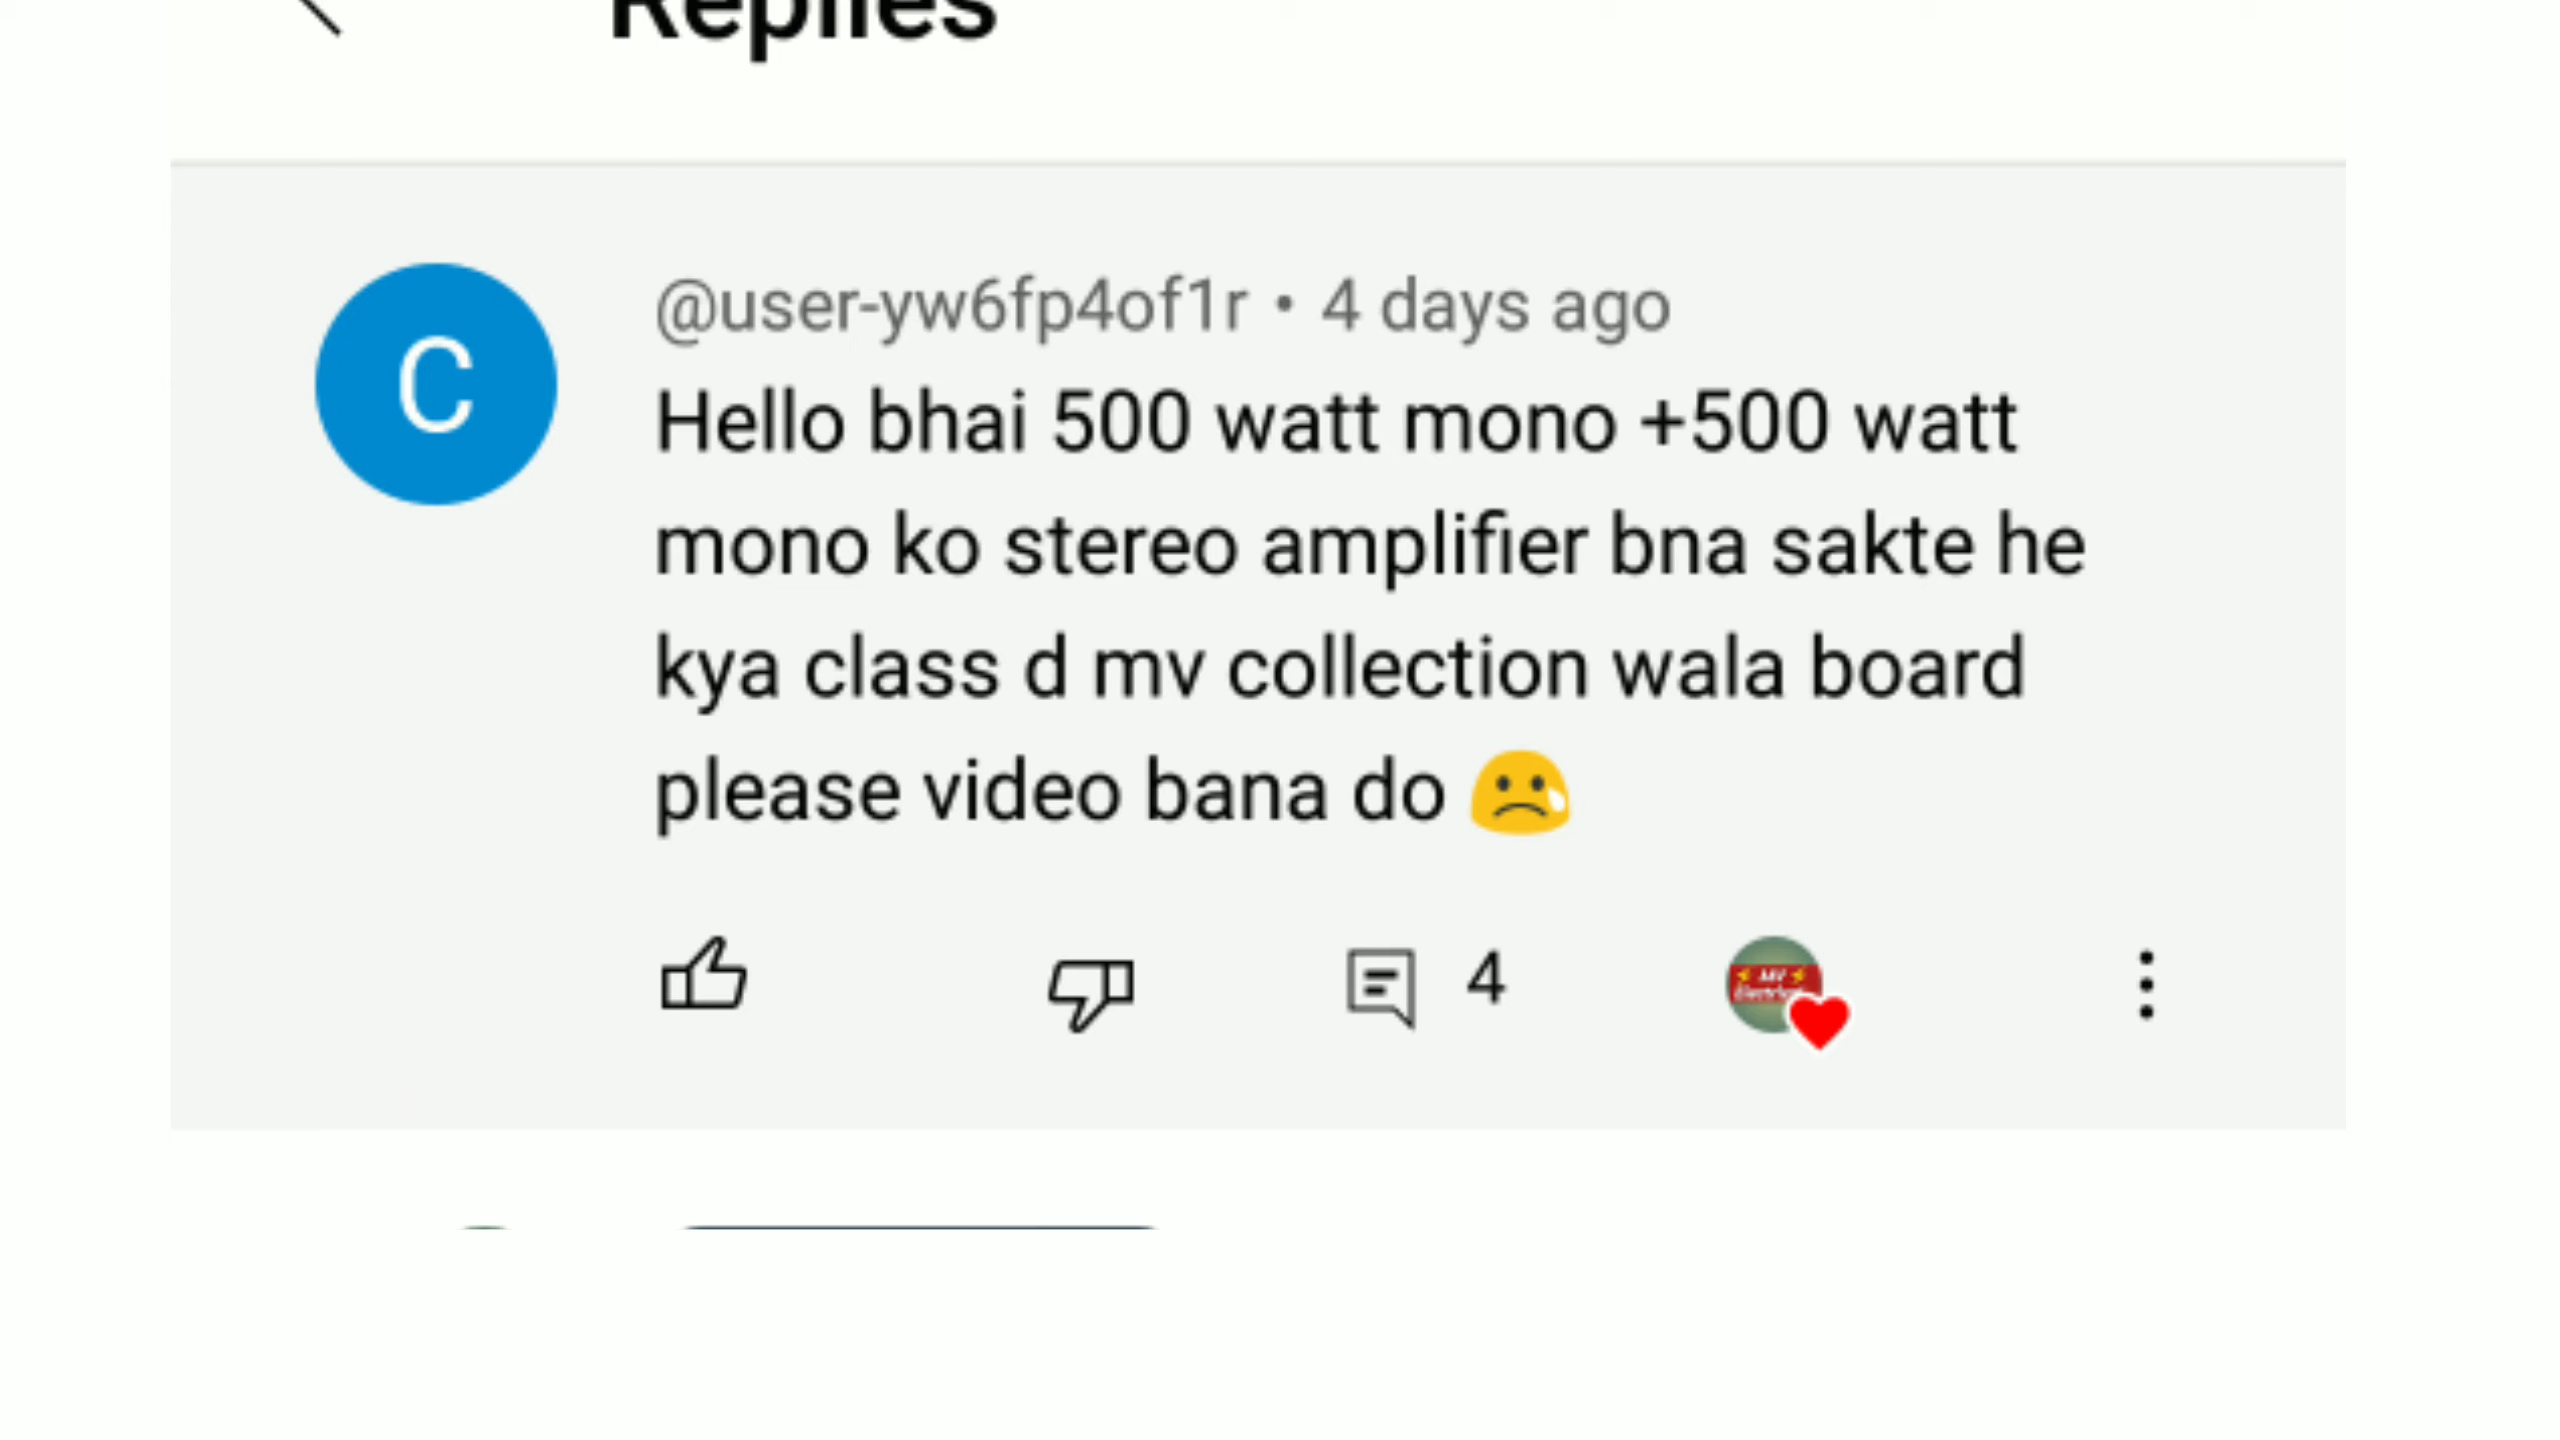 Replies
C
@user-yw6fp4of1r • 4 days ago
Hello bhai 500 watt mono +500 watt
mono ko stereo amplifier bna sakte he
kya class d mv collection wala board
please video bana do 😢
4
MV